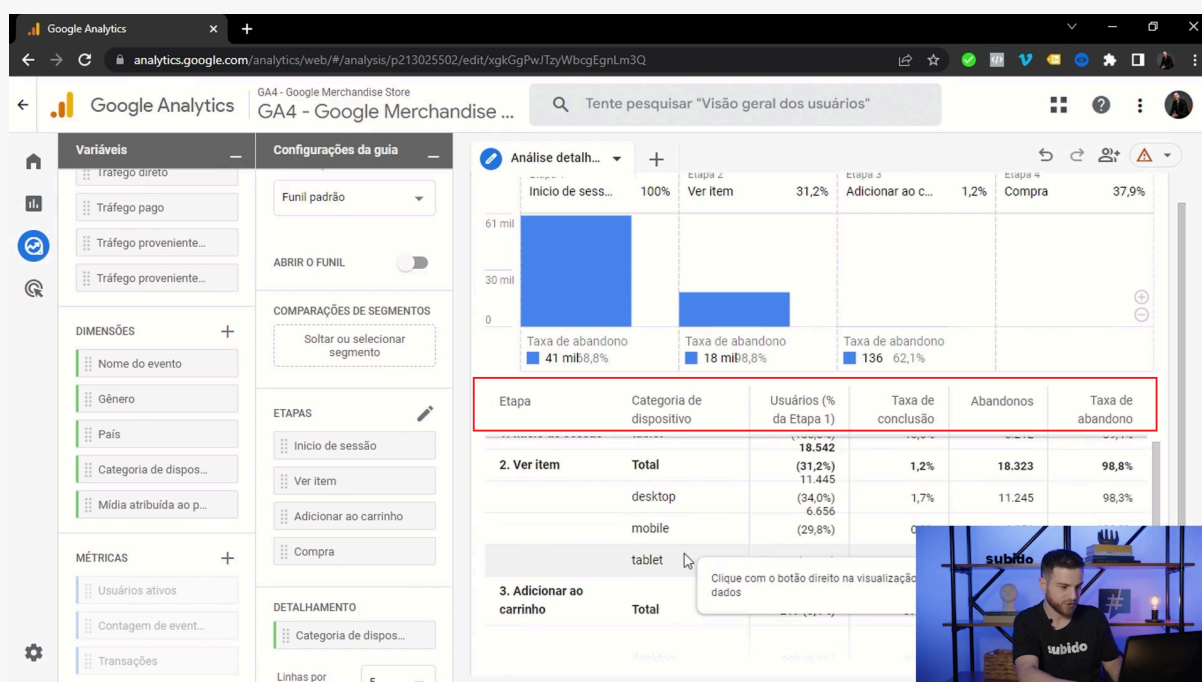 Google Analytics
analytics.google.com/analytics/web/#/analysis/p213025502/edit/xgkGgPwJTzyWbcgEgnLm3Q
Google Analytics
GA4 - Google Merchandise Store
GA4 - Google Merchandise ...
Tente pesquisar "Visão geral dos usuários"
Variáveis
Tráfego direto
Tráfego pago
Tráfego proveniente...
Tráfego proveniente...
DIMENSÕES
Nome do evento
Gênero
País
Categoria de dispos...
Mídia atribuída ao p...
MÉTRICAS
Usuários ativos
Contagem de event...
Transações
Configurações da guia
Funil padrão
ABRIR O FUNIL
COMPARAÇÕES DE SEGMENTOS
Soltar ou selecionar
segmento
ETAPAS
Inicio de sessão
Ver item
Adicionar ao carrinho
Compra
DETALHAMENTO
Categoria de dispos...
Linhas por
5
Análise detalh...
Etapa 2
Etapa 3
Etapa 4
Inicio de sess... 100% Ver item 31,2% Adicionar ao c... 1,2% Compra 37,9%
61 mil
30 mil
0
Taxa de abandono Taxa de abandono Taxa de abandono
41 mil 68,8% 18 mil 98,8% 136 62,1%
Etapa Categoria de Usuários (% Taxa de Abandonos Taxa de
dispositivo da Etapa 1) conclusão abandono
18.542
2. Ver item Total (31,2%) 1,2% 18.323 98,8%
11.445
desktop (34,0%) 1,7% 11.245 98,3%
6.656
mobile (29,8%)
tablet
Clique com o botão direito na visualização
dados
3. Adicionar ao
carrinho Total
subido
#
subido